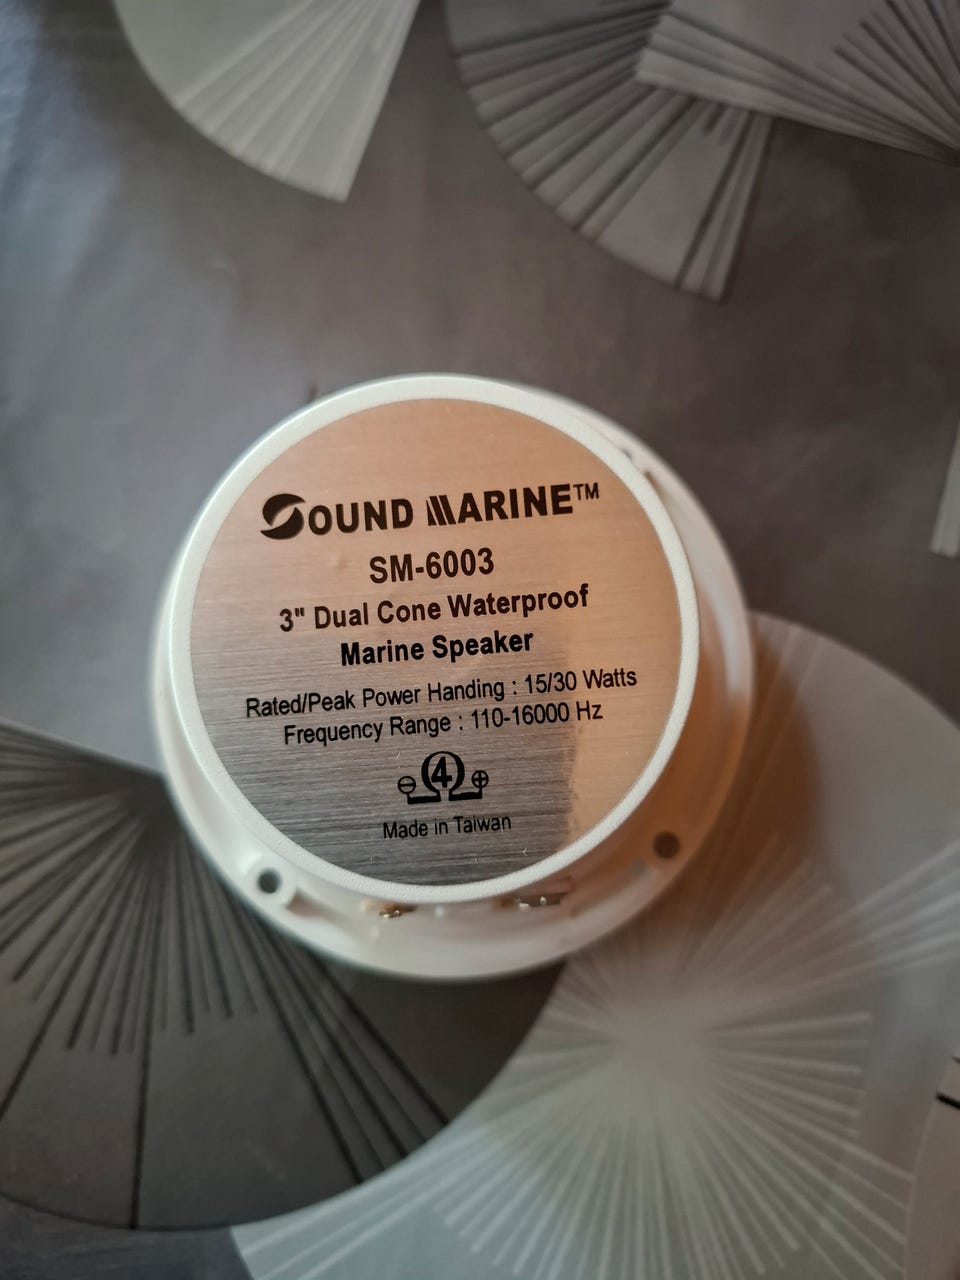 SOUND MARINE™
SM-6003
3" Dual Cone Waterproof
Marine Speaker
Rated/Peak Power Handing : 15/30 Watts
Frequency Range : 110-16000 Hz
⊖ 4 ⊕
Made in Taiwan